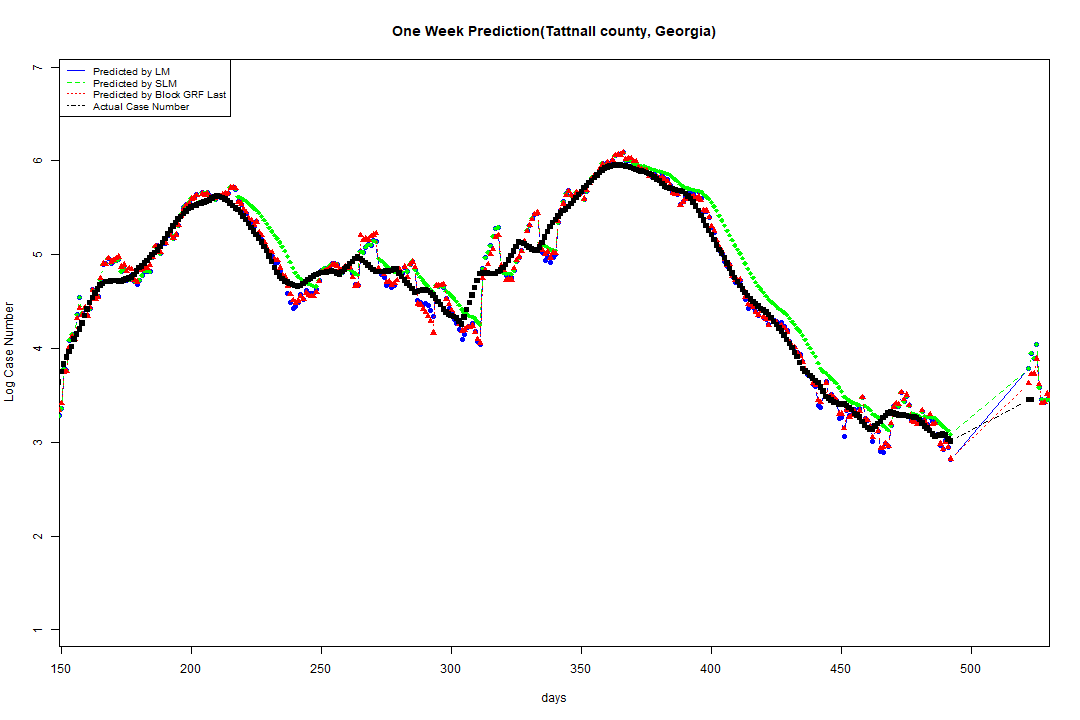 One Week Prediction(Tattnall county, Georgia)
Predicted by LM
Predicted by SLM
Predicted by Block GRF Last
Actual Case Number
Log Case Number
7
6
5
4
3
2
1
150 200 250 300 350 400 450 500
days